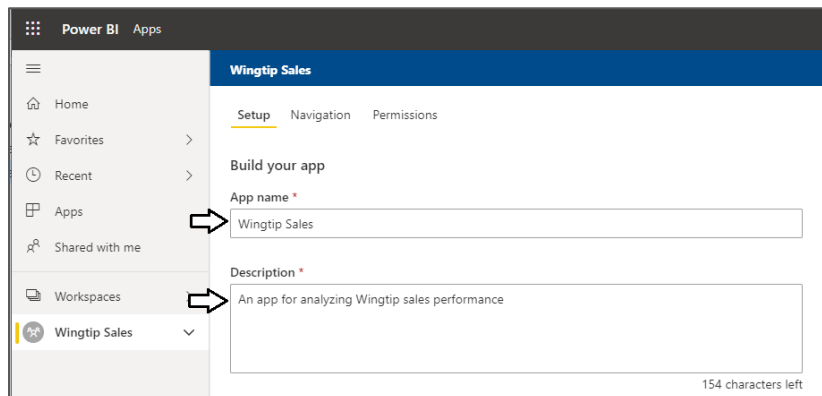 Power BI Apps
Wingtip Sales
Home
Favorites
Recent
Apps
Shared with me
Workspaces
Wingtip Sales
Setup Navigation Permissions
Build your app
App name *
Wingtip Sales
Description *
An app for analyzing Wingtip sales performance
154 characters left